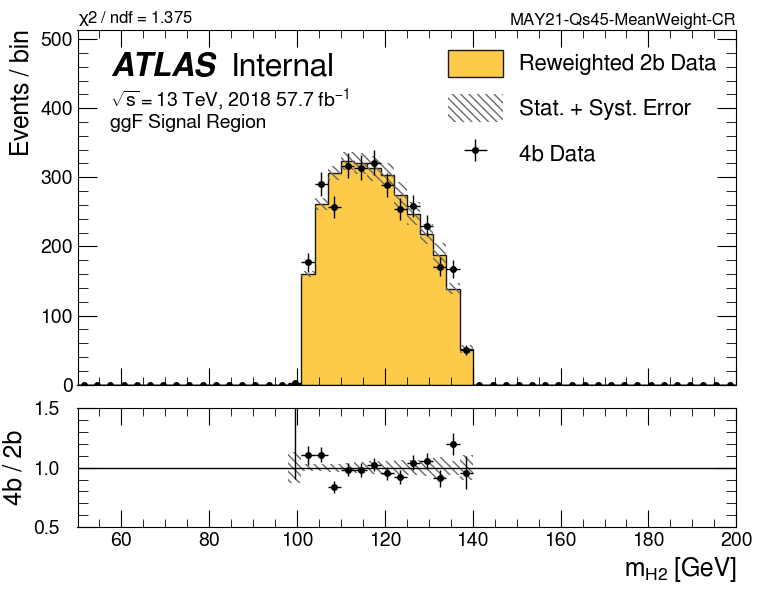 χ2 / ndf = 1.375
MAY21-Qs45-MeanWeight-CR
ATLAS Internal
√s = 13 TeV, 2018 57.7 fb⁻¹
ggF Signal Region
Reweighted 2b Data
Stat. + Syst. Error
4b Data
Events / bin
500
400
300
200
100
0
4b / 2b
1.5
1.0
0.5
60 80 100 120 140 160 180 200
mH2 [GeV]